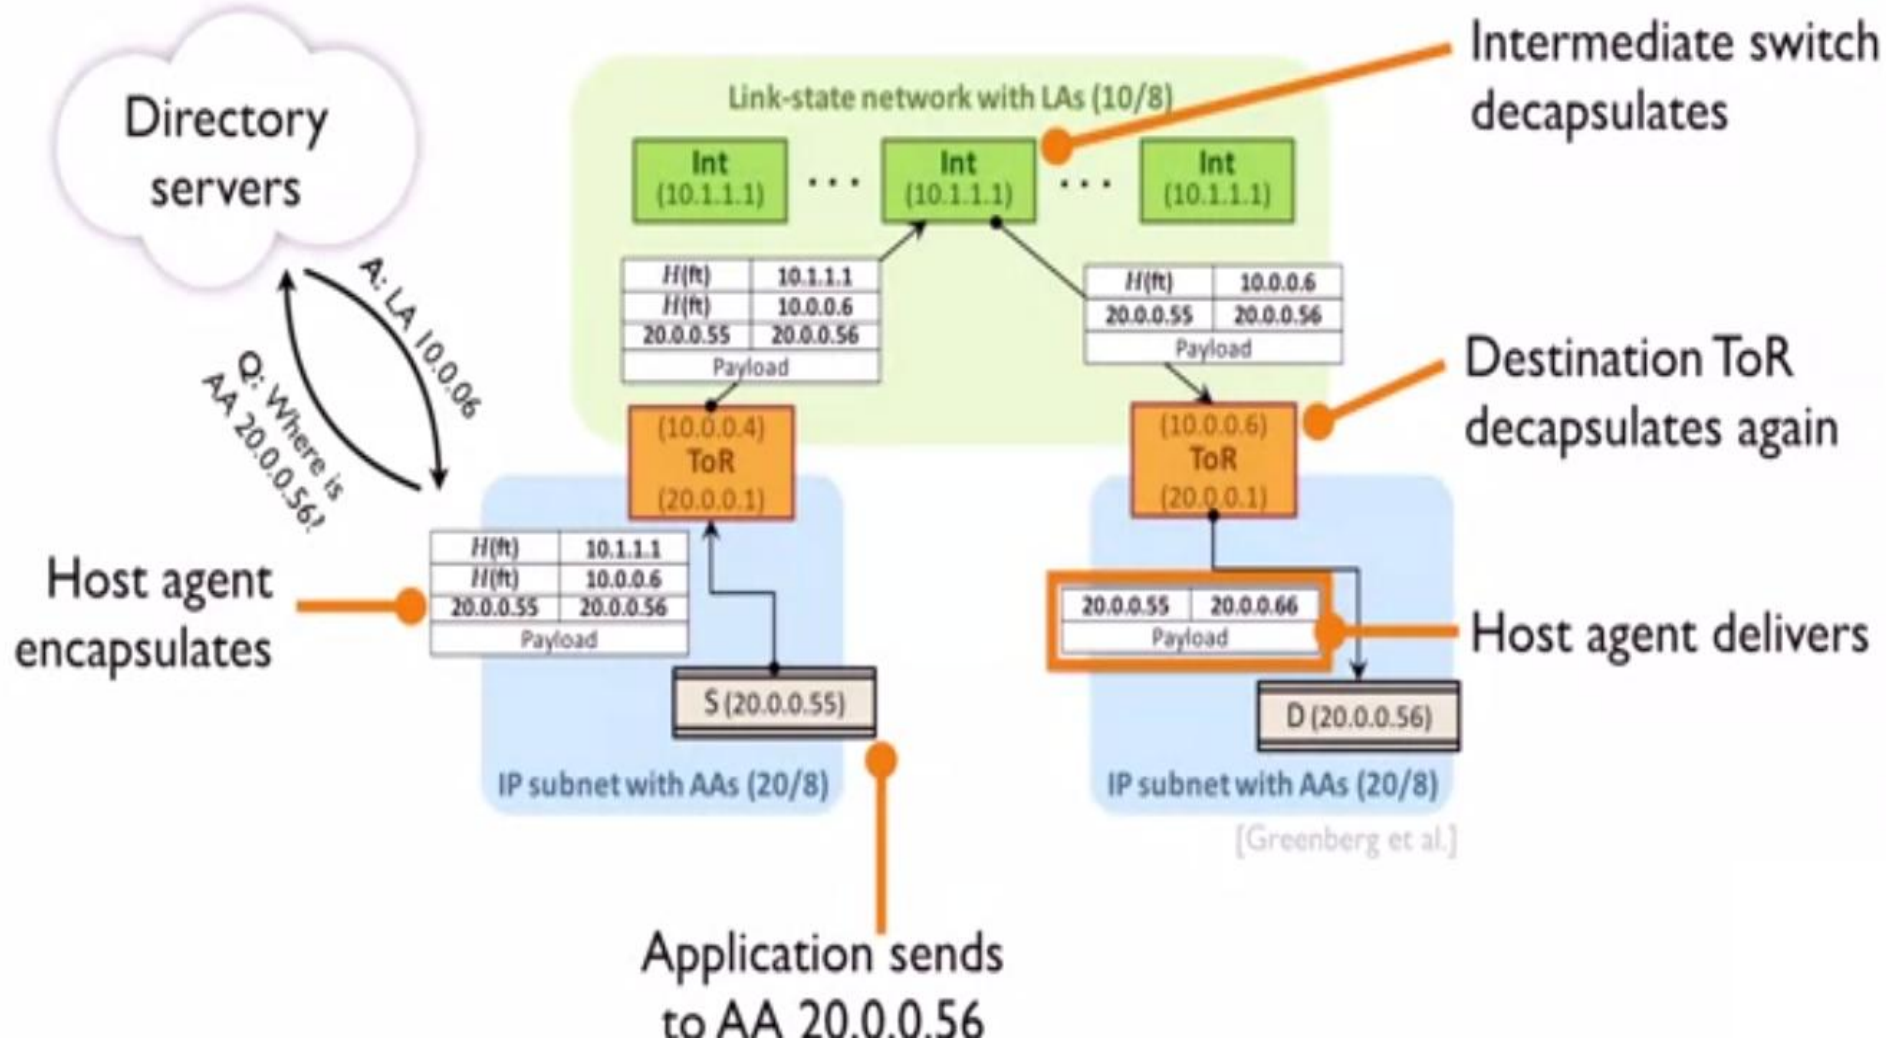 Directory
servers
A: LA 10.0.06
Q: Where is
AA 20.0.0.56?
Link-state network with LAs (10/8)
Int
(10.1.1.1)
...
Int
(10.1.1.1)
...
Int
(10.1.1.1)
Intermediate switch
decapsulates
H(ft) 10.1.1.1
H(ft) 10.0.0.6
20.0.0.55 20.0.0.56
Payload
H(ft) 10.0.0.6
20.0.0.55 20.0.0.56
Payload
(10.0.0.4)
ToR
(20.0.0.1)
(10.0.0.6)
ToR
(20.0.0.1)
Destination ToR
decapsulates again
Host agent
encapsulates
H(ft) 10.1.1.1
H(ft) 10.0.0.6
20.0.0.55 20.0.0.56
Payload
20.0.0.55 20.0.0.66
Payload
Host agent delivers
S (20.0.0.55)
D (20.0.0.56)
IP subnet with AAs (20/8)
IP subnet with AAs (20/8)
[Greenberg et al.]
Application sends
to AA 20.0.0.56